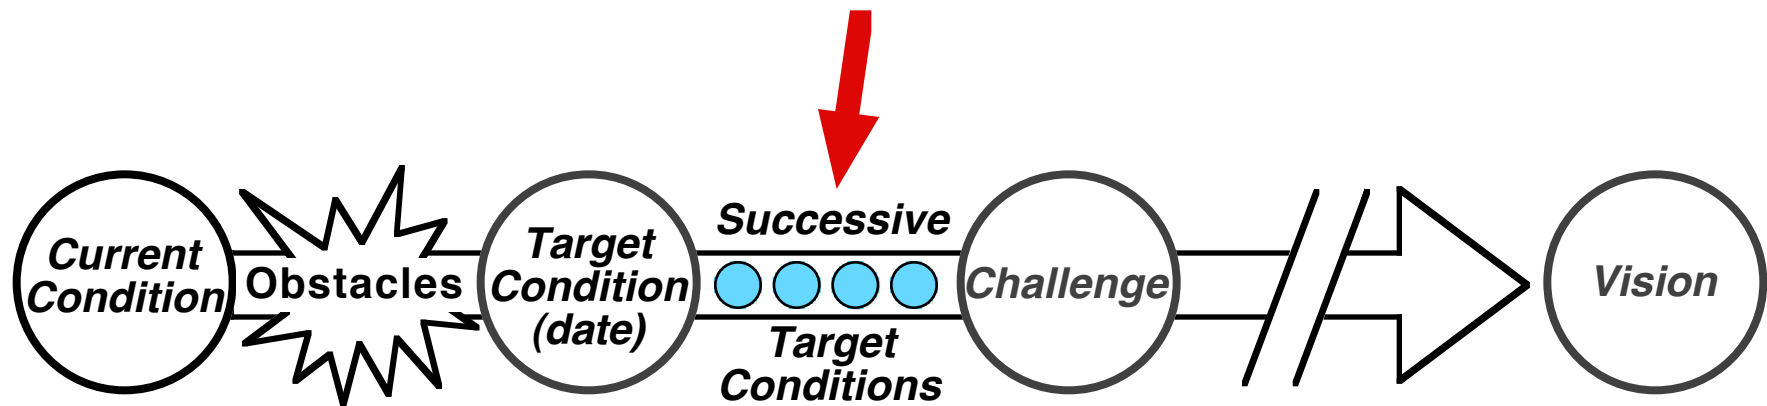 Current
Condition
Obstacles
Target
Condition
(date)
Successive
Target
Conditions
Challenge
Vision